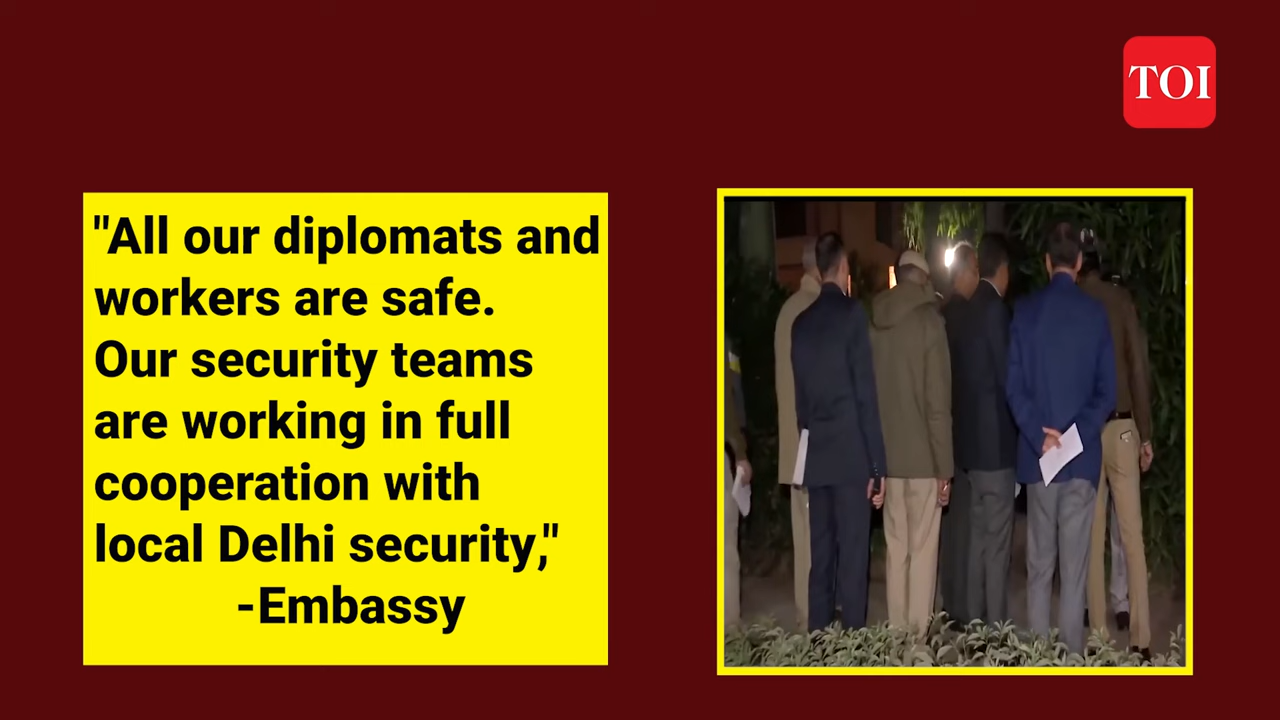 TOI
"All our diplomats and
workers are safe.
Our security teams
are working in full
cooperation with
local Delhi security,"
-Embassy